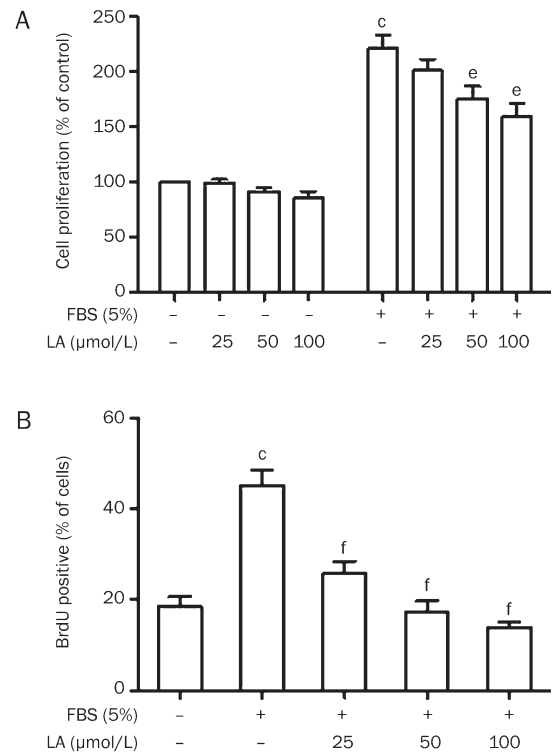 A
Cell proliferation (% of control)
250
200
150
100
50
0
c
e
e
FBS (5%) – – – – + + + +
LA (µmol/L) – 25 50 100 – 25 50 100
B
BrdU positive (% of cells)
60
40
20
0
c
f
f
f
FBS (5%) – + + + +
LA (µmol/L) – – 25 50 100